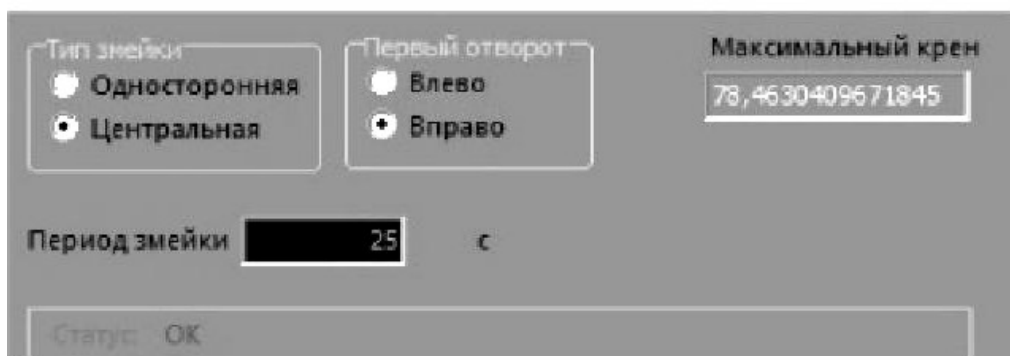 Тип змейки
Односторонняя
Центральная
Первый отворот
Влево
Вправо
Максимальный крен
78,4630409671845
Период змейки 25 с
Статус: OK